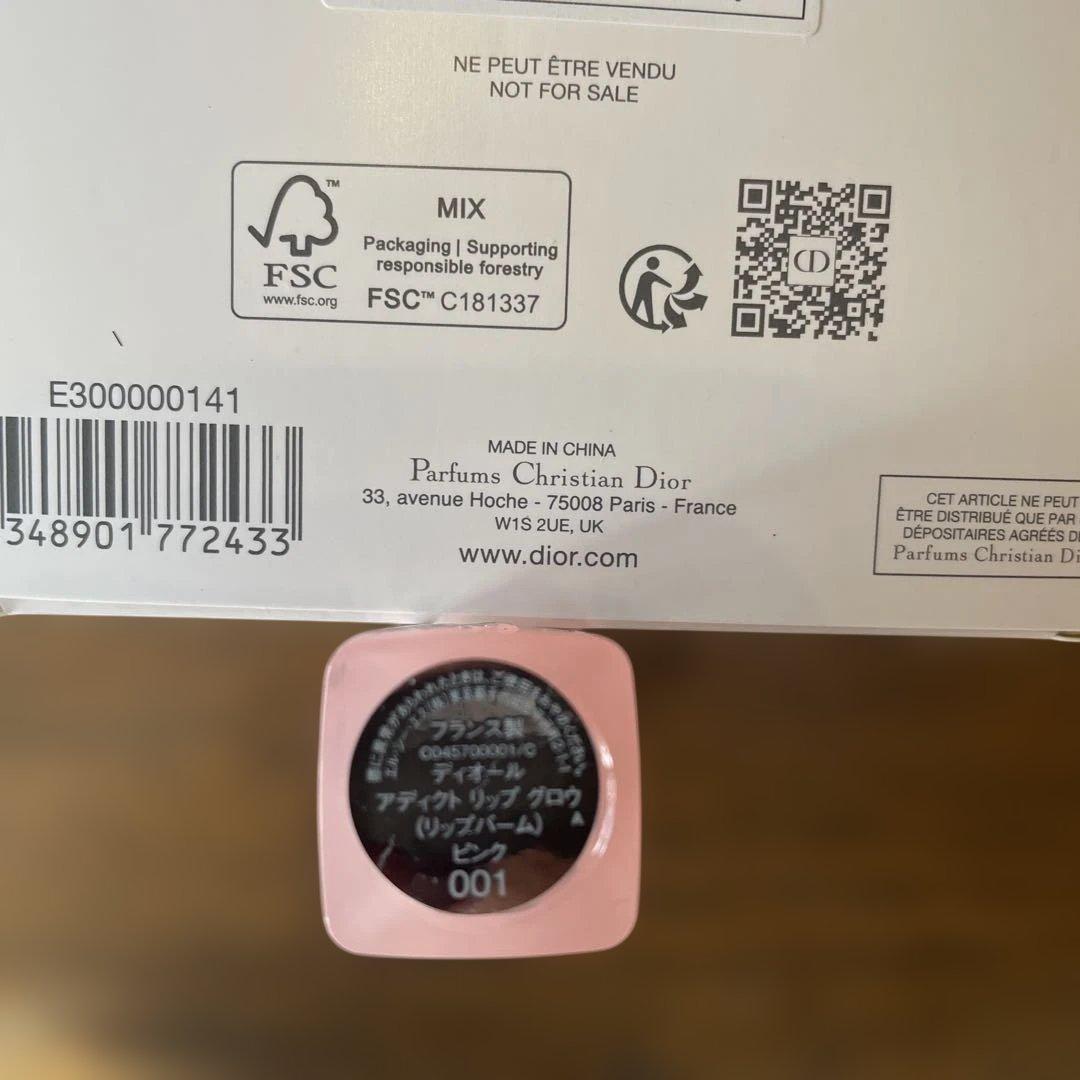 NE PEUT ÊTRE VENDU
NOT FOR SALE
FSC
www.fsc.org
MIX
Packaging | Supporting
responsible forestry
FSC™ C181337
CD
E300000141
348901 772433
MADE IN CHINA
Parfums Christian Dior
33, avenue Hoche - 75008 Paris - France
W1S 2UE, UK
www.dior.com
CET ARTICLE NE PEUT
ÊTRE DISTRIBUÉ QUE PAR
DÉPOSITAIRES AGRÉÉS
Parfums Christian
フランス製
ディオール
アディクト リップ グロウ
(リップバーム)
A
ピンク
001